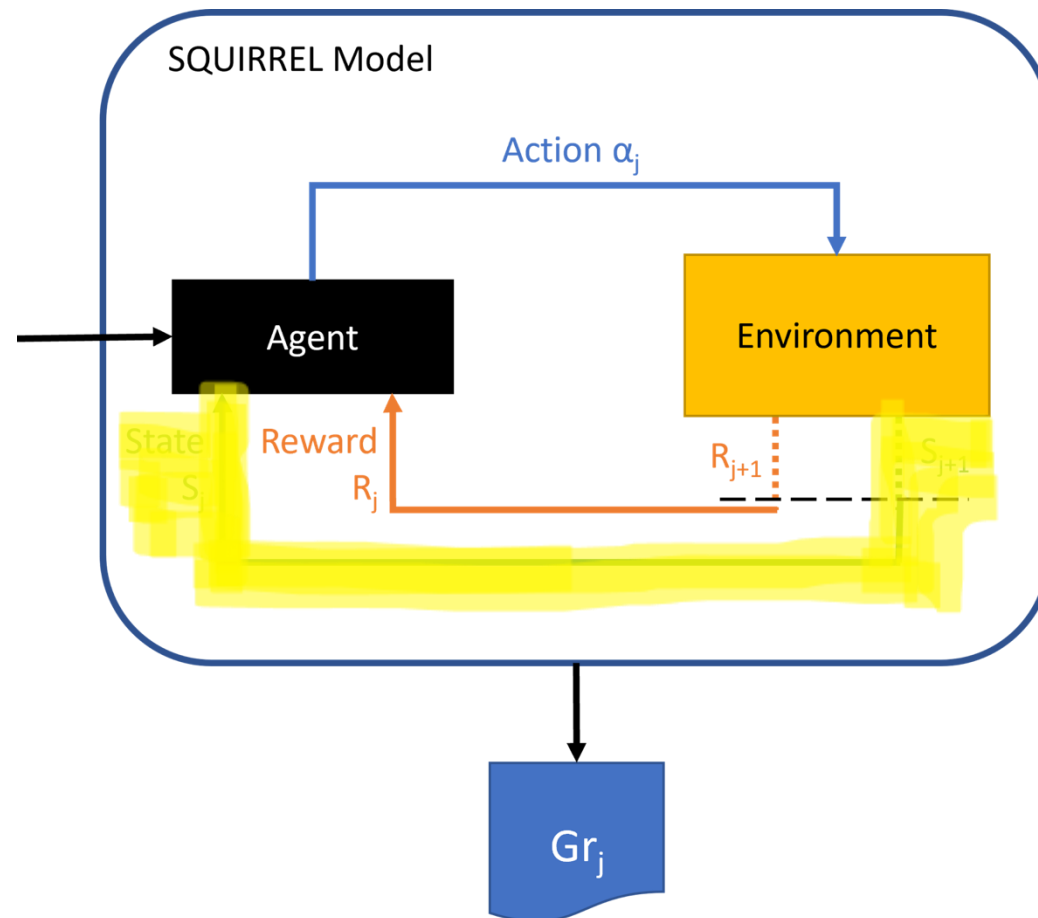 SQUIRREL Model
Action αj
Agent
Environment
State
Sj
Reward
Rj
Rj+1
Sj+1
Grj